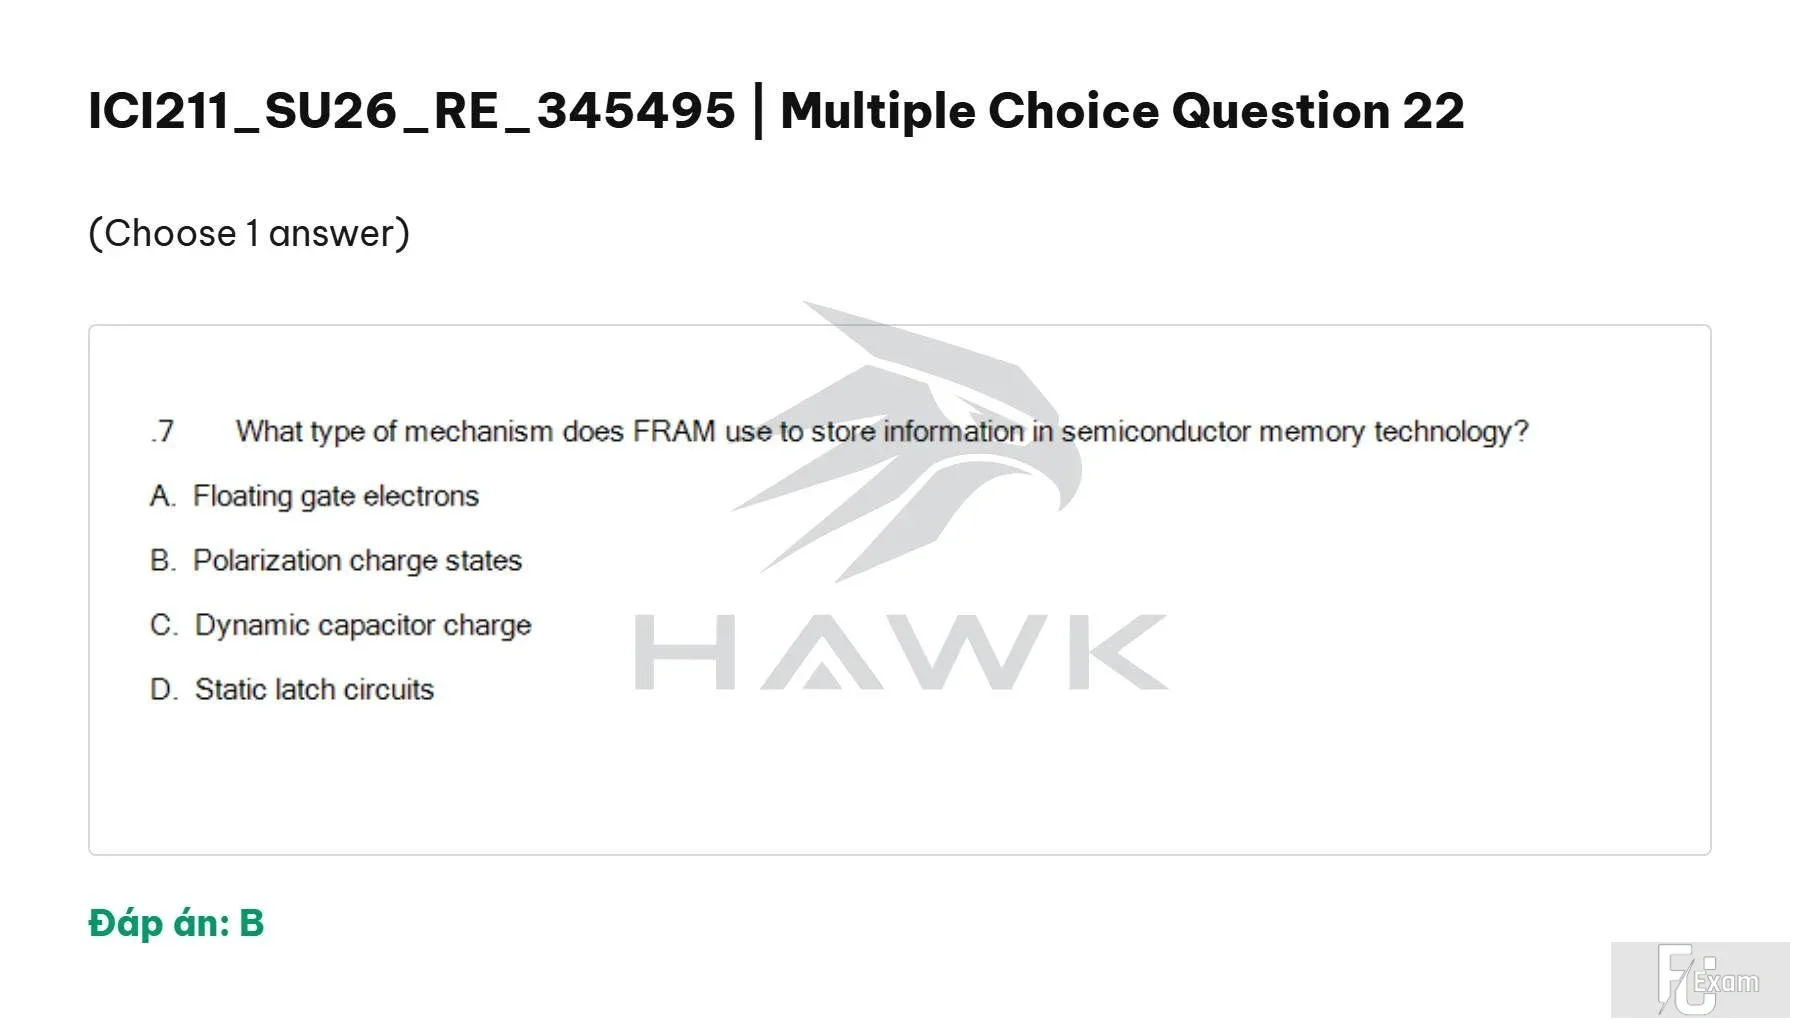 ICI211_SU26_RE_345495 | Multiple Choice Question 22
(Choose 1 answer)
.7 What type of mechanism does FRAM use to store information in semiconductor memory technology?
A. Floating gate electrons
B. Polarization charge states
C. Dynamic capacitor charge
D. Static latch circuits
HAWK
Đáp án: B
FU Exam